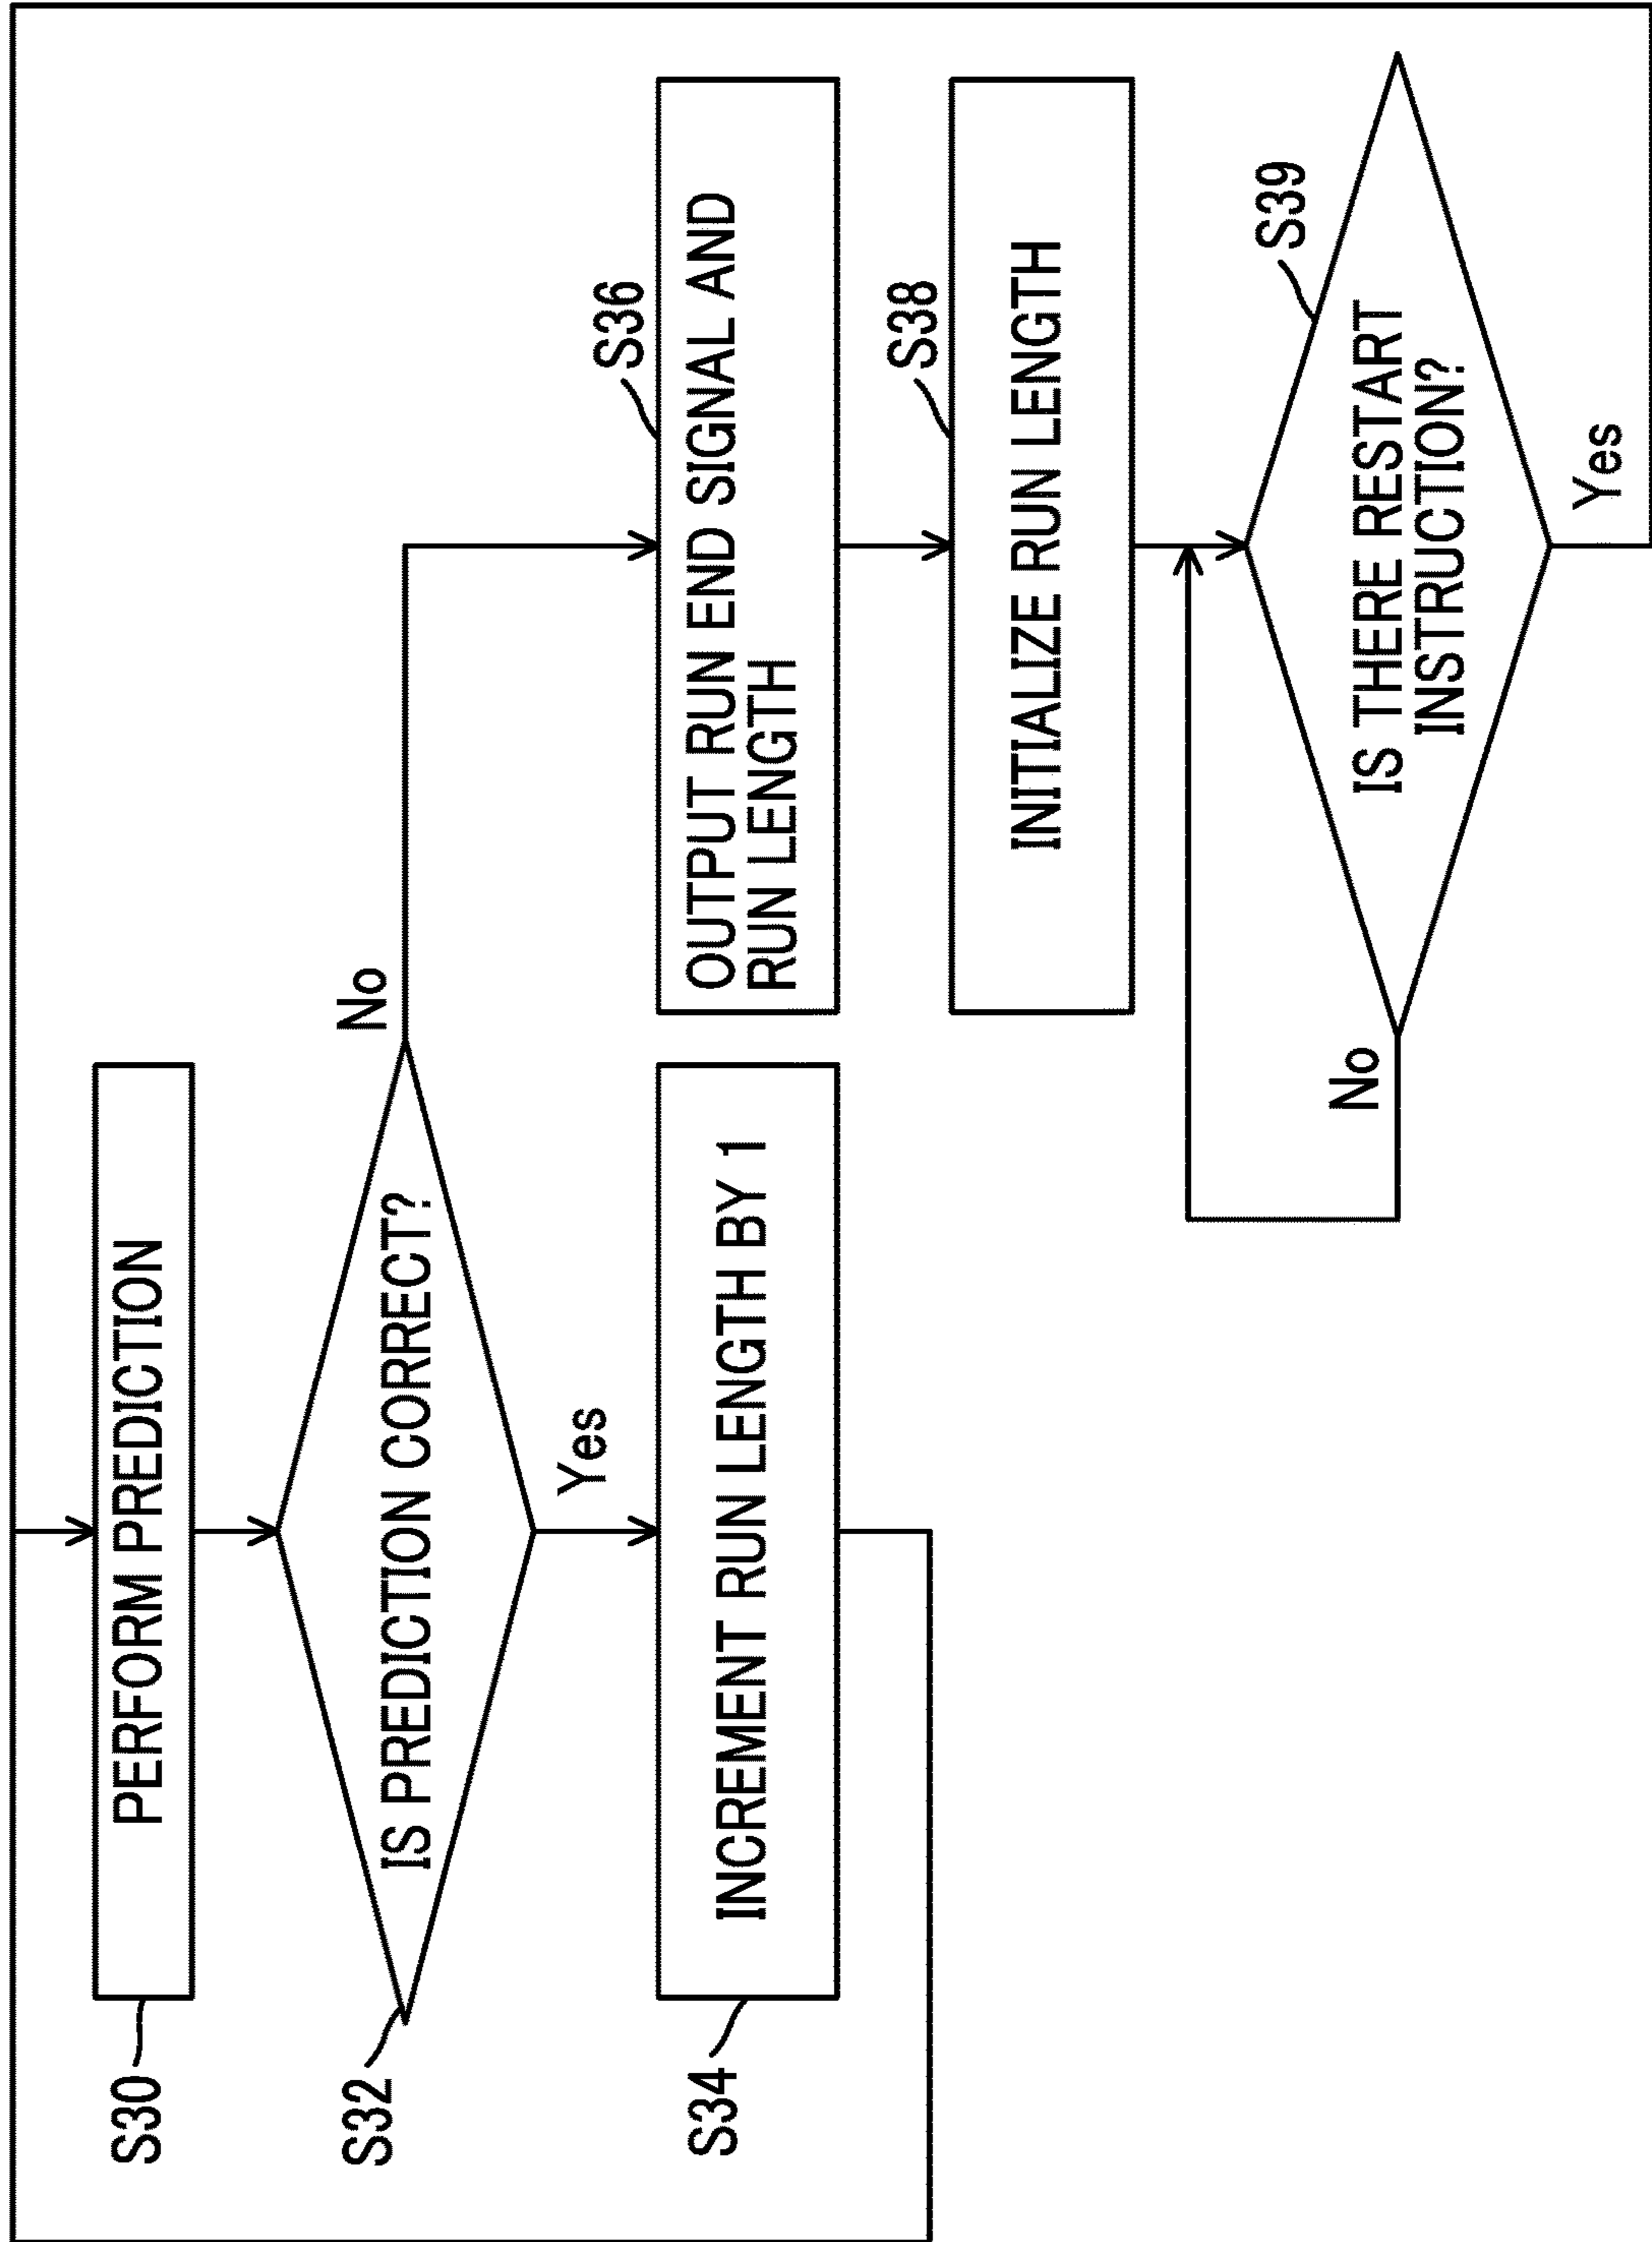 S30
PERFORM PREDICTION
S32
IS PREDICTION CORRECT?
No
Yes
S34
INCREMENT RUN LENGTH BY 1
S36
OUTPUT RUN END SIGNAL AND
RUN LENGTH
S38
INITIALIZE RUN LENGTH
S39
IS THERE RESTART
INSTRUCTION?
No
Yes